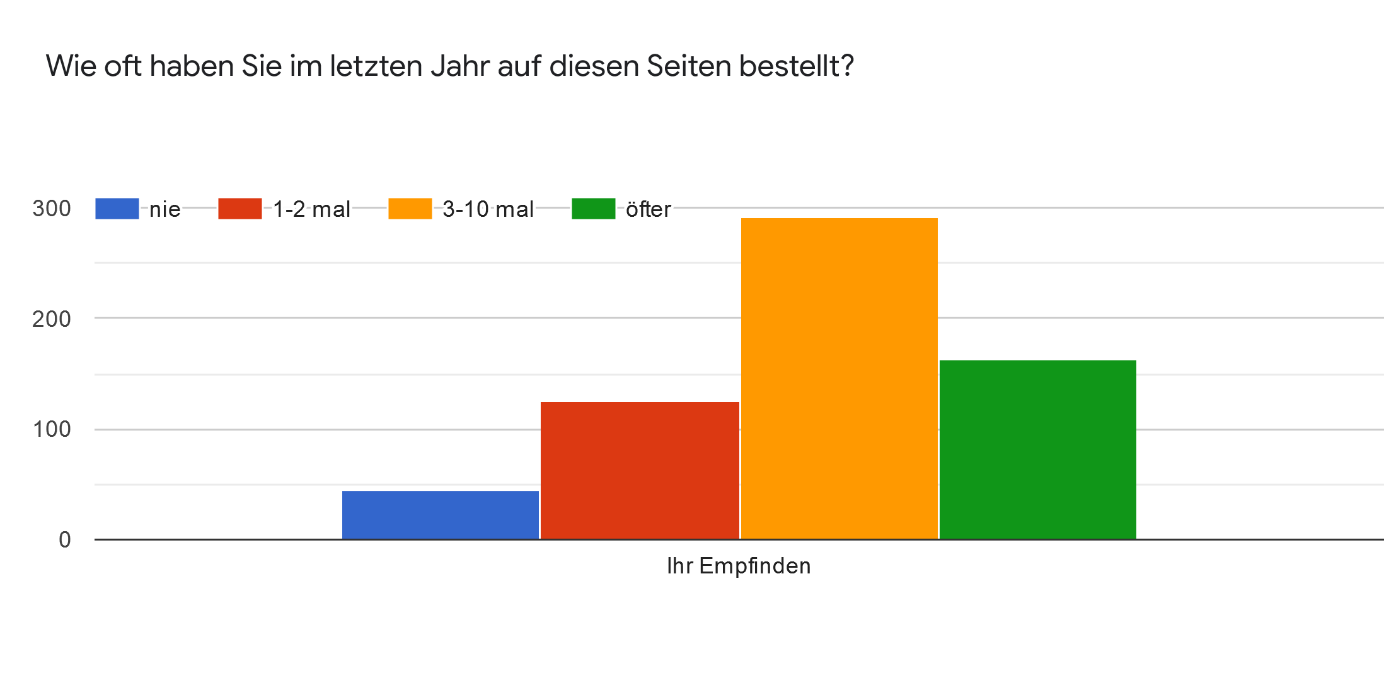 Wie oft haben Sie im letzten Jahr auf diesen Seiten bestellt?
300 nie 1-2 mal 3-10 mal öfter
200
100
0
Ihr Empfinden